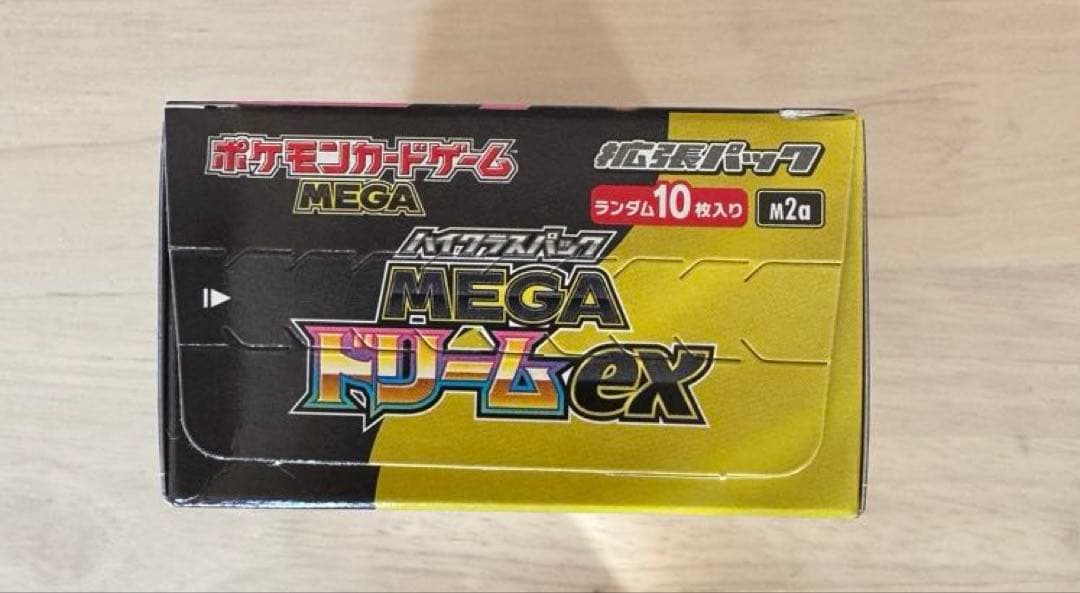 ポケモンカードゲーム
MEGA
拡張パック
ランダム10枚入り
M2a
ハイクラスパック
MEGA
ドリームex